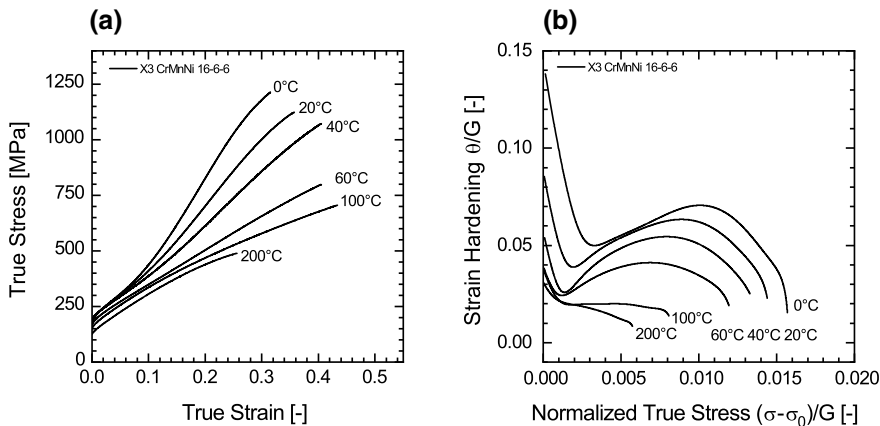 (a)
X3 CrMnNi 16-6-6
True Stress [MPa]
1250
1000
750
500
250
0
0°C
20°C
40°C
60°C
100°C
200°C
0.0 0.1 0.2 0.3 0.4 0.5
True Strain [-]
(b)
X3 CrMnNi 16-6-6
Strain Hardening θ/G [-]
0.15
0.10
0.05
0.00
0°C
100°C
200°C
60°C 40°C 20°C
0.000 0.005 0.010 0.015 0.020
Normalized True Stress (σ-σ₀)/G [-]